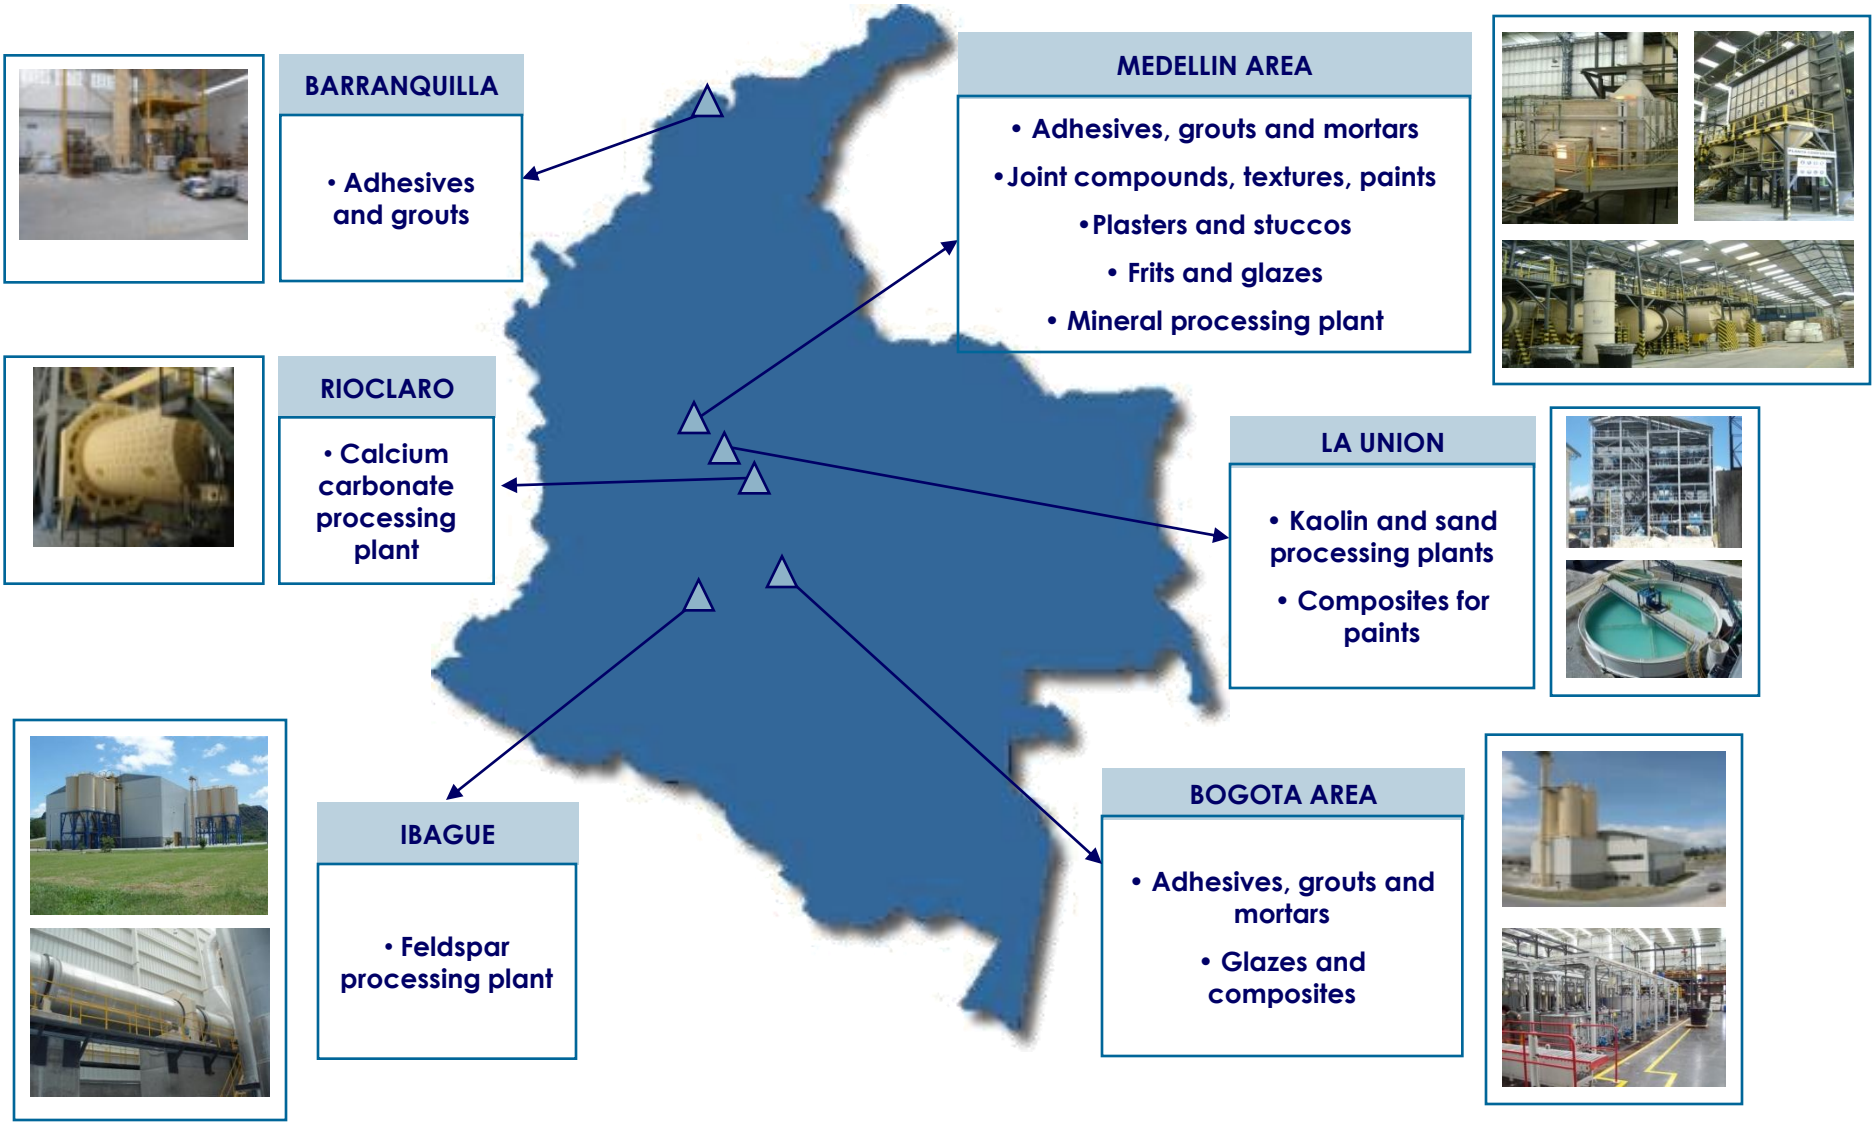 BARRANQUILLA
• Adhesives
and grouts
MEDELLIN AREA
• Adhesives, grouts and mortars
•Joint compounds, textures, paints
•Plasters and stuccos
• Frits and glazes
• Mineral processing plant
RIOCLARO
• Calcium
carbonate
processing
plant
LA UNION
• Kaolin and sand
processing plants
• Composites for
paints
IBAGUE
• Feldspar
processing plant
BOGOTA AREA
• Adhesives, grouts and
mortars
• Glazes and
composites